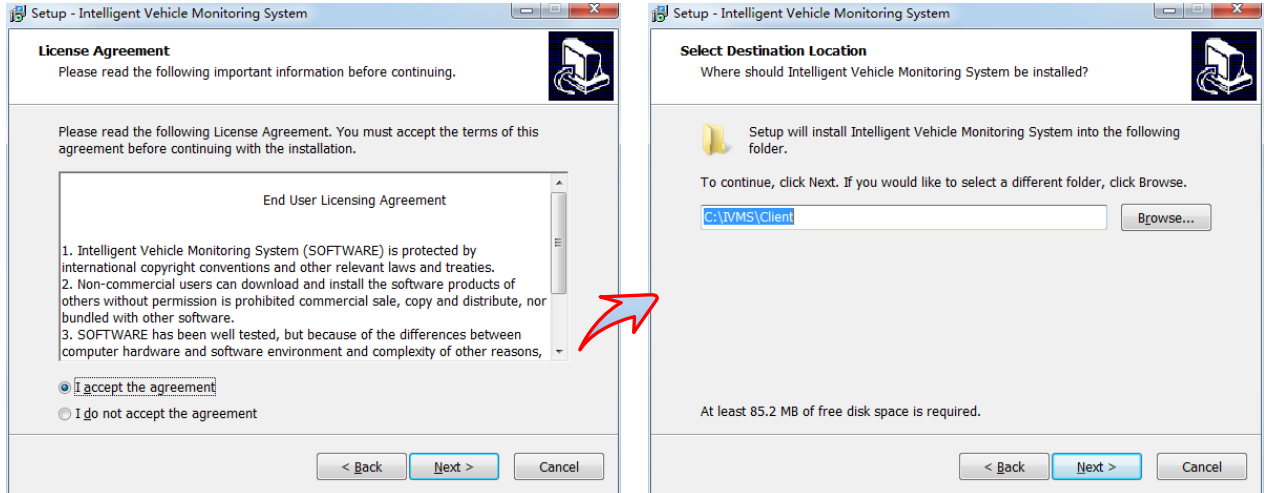 Setup - Intelligent Vehicle Monitoring System
License Agreement
Please read the following important information before continuing.
Please read the following License Agreement. You must accept the terms of this
agreement before continuing with the installation.
End User Licensing Agreement
1. Intelligent Vehicle Monitoring System (SOFTWARE) is protected by
international copyright conventions and other relevant laws and treaties.
2. Non-commercial users can download and install the software products of
others without permission is prohibited commercial sale, copy and distribute, nor
bundled with other software.
3. SOFTWARE has been well tested, but because of the differences between
computer hardware and software environment and complexity of other reasons,
I accept the agreement
I do not accept the agreement
< Back
Next >
Cancel
Setup - Intelligent Vehicle Monitoring System
Select Destination Location
Where should Intelligent Vehicle Monitoring System be installed?
Setup will install Intelligent Vehicle Monitoring System into the following
folder.
To continue, click Next. If you would like to select a different folder, click Browse.
C:\IVMS\Client
Browse...
At least 85.2 MB of free disk space is required.
< Back
Next >
Cancel